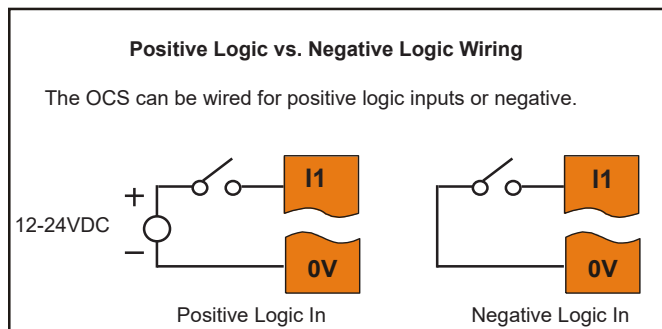 Positive Logic vs. Negative Logic Wiring
The OCS can be wired for positive logic inputs or negative.
I1
I1
+
12-24VDC
–
0V
0V
Positive Logic In
Negative Logic In